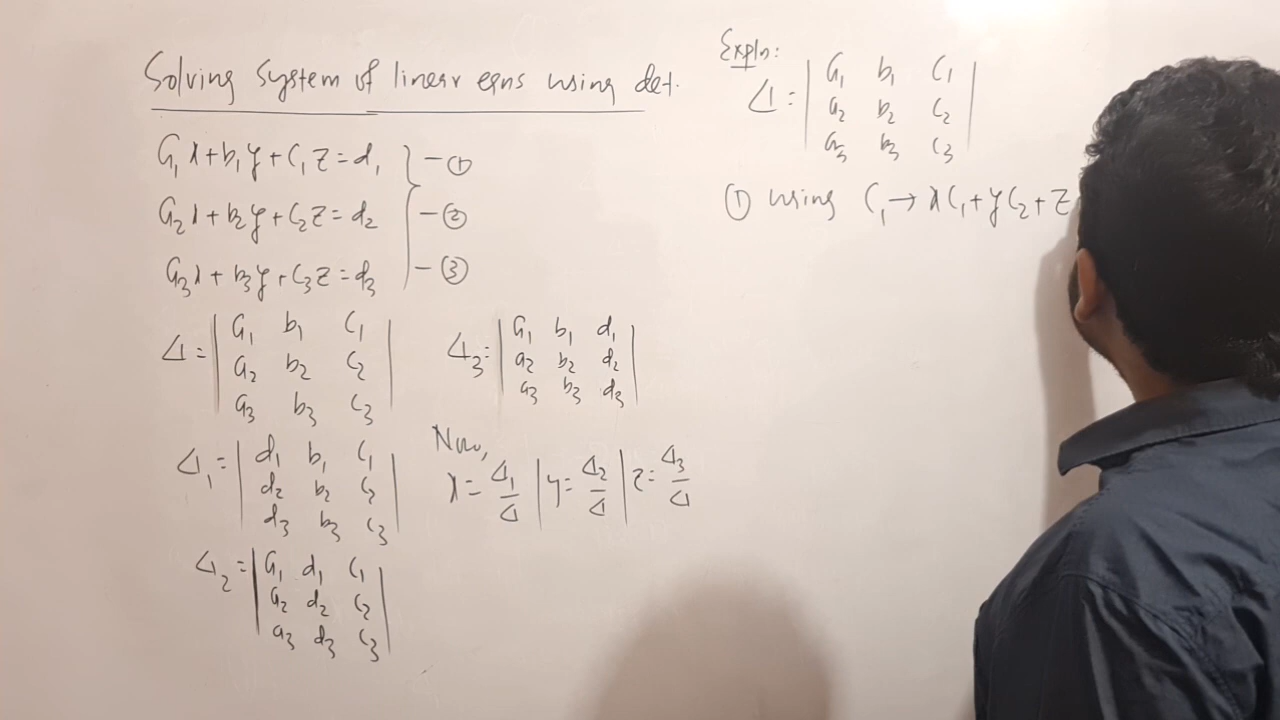 Solving System of linear eqns using det.
a₁x+b₁y+c₁z=d₁ —①
a₂x+b₂y+c₂z=d₂ —②
a₃x+b₃y+c₃z=d₃ —③
Δ= | a₁ b₁ c₁ |
| a₂ b₂ c₂ |
| a₃ b₃ c₃ |
Δ₁= | d₁ b₁ c₁ |
| d₂ b₂ c₂ |
| d₃ b₃ c₃ |
Δ₂= | a₁ d₁ c₁ |
| a₂ d₂ c₂ |
| a₃ d₃ c₃ |
Δ₃= | a₁ b₁ d₁ |
| a₂ b₂ d₂ |
| a₃ b₃ d₃ |
Now,
x= Δ₁/Δ | y= Δ₂/Δ | z= Δ₃/Δ
Expln:
Δ= | a₁ b₁ c₁ |
| a₂ b₂ c₂ |
| a₃ b₃ c₃ |
① using C₁→xC₁+yC₂+z